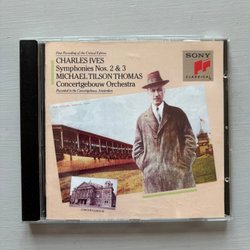 First Recording of the Critical Edition
CHARLES IVES
Symphonies Nos. 2 & 3
MICHAEL TILSON THOMAS
Concertgebouw Orchestra
Recorded in the Concertgebouw, Amsterdam
SONY
CLASSICAL
CONCERTGEBOUW